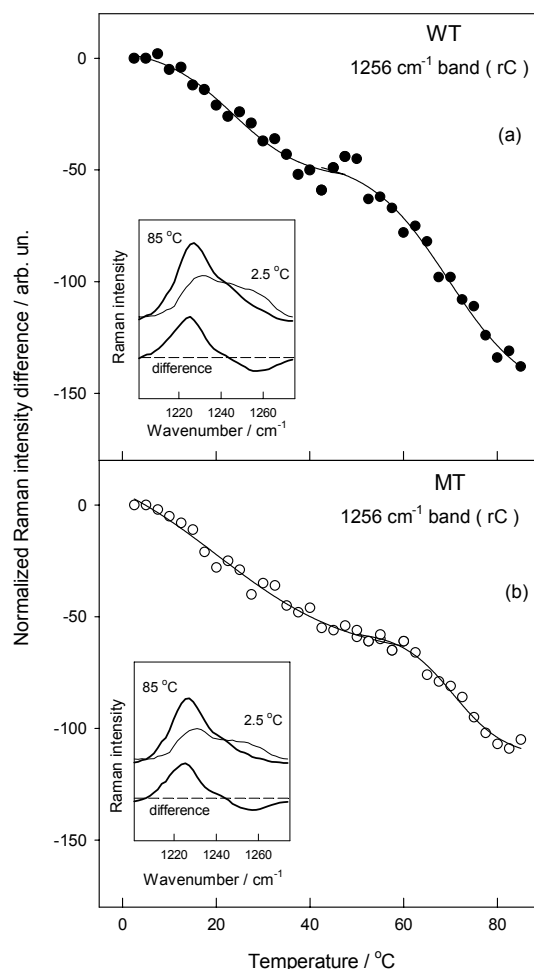 WT
1256 cm⁻¹ band ( rC )
(a)
0
-50
-100
-150
85 °C
2.5 °C
difference
Raman intensity
1220 1240 1260
Wavenumber / cm⁻¹
Normalized Raman intensity difference / arb. un.
MT
1256 cm⁻¹ band ( rC )
(b)
0
-50
-100
-150
85 °C
2.5 °C
difference
Raman intensity
1220 1240 1260
Wavenumber / cm⁻¹
0 20 40 60 80
Temperature / °C